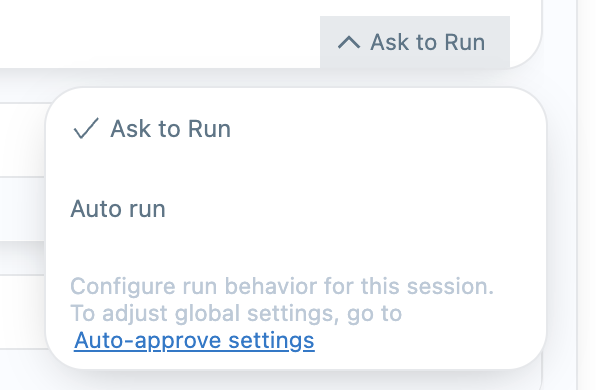 Ask to Run
Ask to Run
Auto run
Configure run behavior for this session.
To adjust global settings, go to
Auto-approve settings